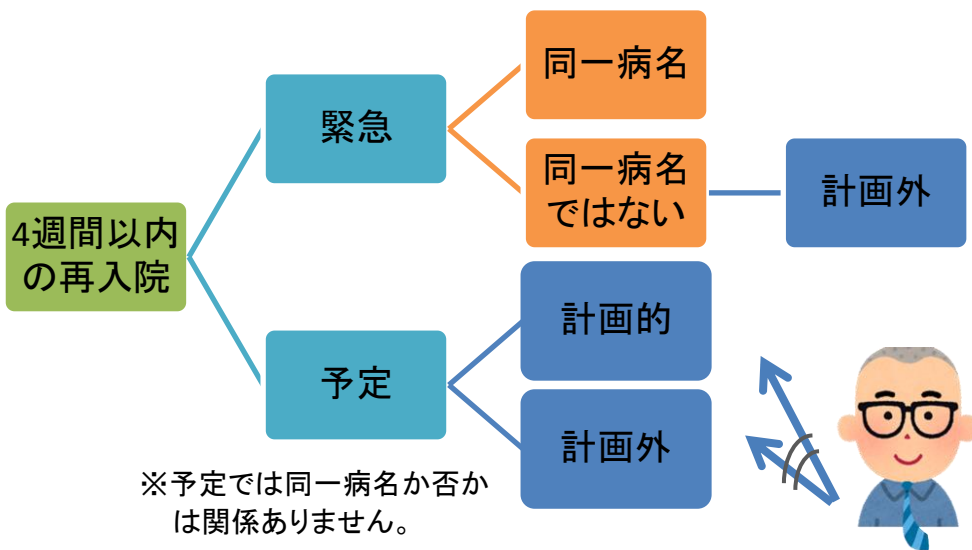 4週間以内
の再入院
緊急
同一病名
同一病名
ではない
計画外
予定
計画的
計画外
※予定では同一病名か否か
は関係ありません。